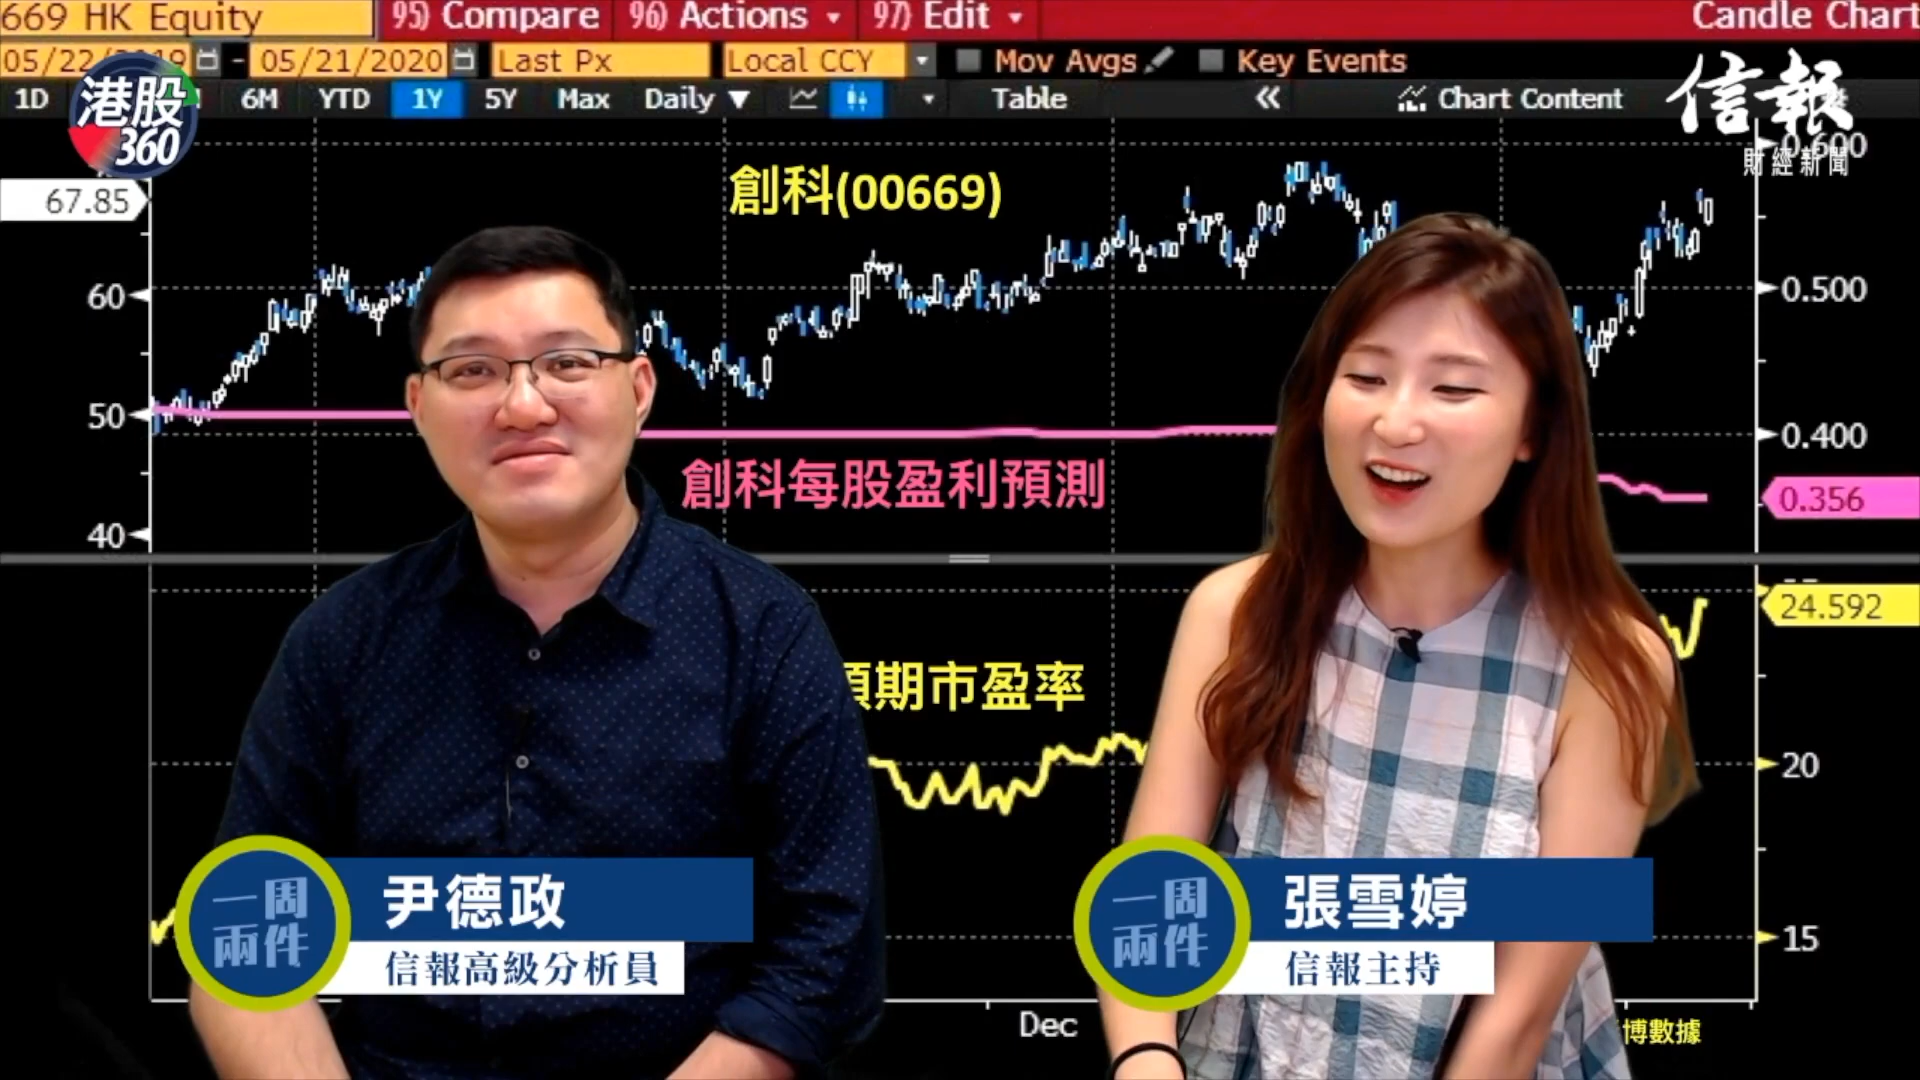 669 HK Equity 95) Compare 96) Actions 97) Edit Candle Chart
05/22 - 05/21/2020 Last Px Local CCY Mov Avgs Key Events
1D 6M YTD 1Y 5Y Max Daily Table Chart Content
港股
360
信報
財經新聞
0.600
創科(00669)
67.85
60
0.500
50
0.400
創科每股盈利預測
0.356
40
24.592
預期市盈率
20
一周
兩件
尹德政
信報高級分析員
一周
兩件
張雪婷
信報主持
15
Dec
博數據